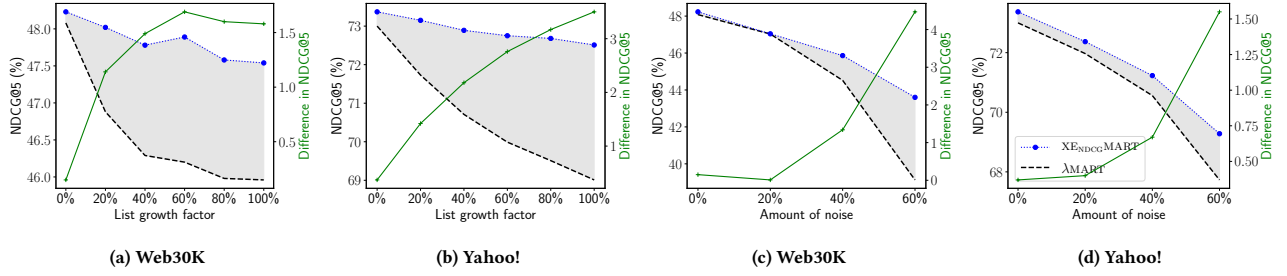 NDCG@5 (%)
48.0
47.5
47.0
46.5
46.0
1.5
1.0
0.5
Difference in NDCG@5
0% 20% 40% 60% 80% 100%
List growth factor
(a) Web30K
NDCG@5 (%)
73
72
71
70
69
3
2
1
Difference in NDCG@5
0% 20% 40% 60% 80% 100%
List growth factor
(b) Yahoo!
NDCG@5 (%)
48
46
44
42
40
4
3
2
1
0
Difference in NDCG@5
0% 20% 40% 60%
Amount of noise
(c) Web30K
NDCG@5 (%)
72
70
68
XENDCGMART
λMART
1.50
1.25
1.00
0.75
0.50
Difference in NDCG@5
0% 20% 40% 60%
Amount of noise
(d) Yahoo!